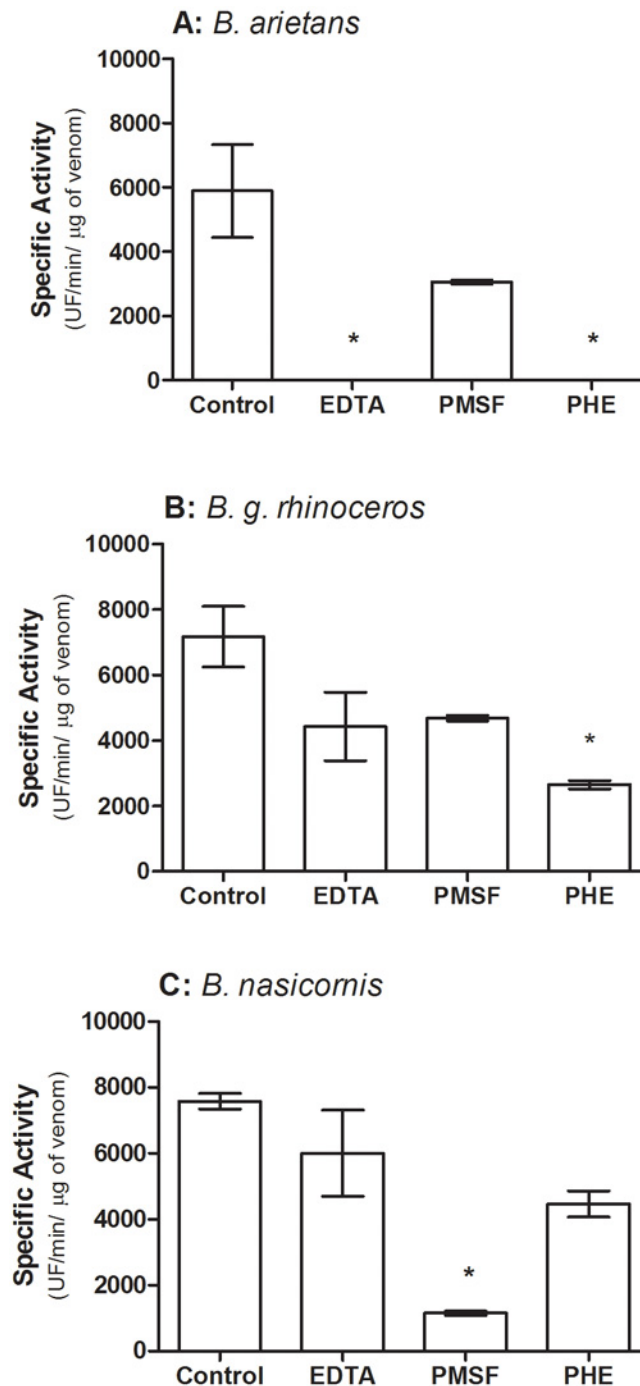 A: B. arietans
10000
8000
6000
4000
2000
0
Specific Activity
(UF/min/ µg of venom)
*
*
Control EDTA PMSF PHE
B: B. g. rhinoceros
10000
8000
6000
4000
2000
0
Specific Activity
(UF/min/ µg of venom)
*
Control EDTA PMSF PHE
C: B. nasicornis
10000
8000
6000
4000
2000
0
Specific Activity
(UF/min/ µg of venom)
*
Control EDTA PMSF PHE